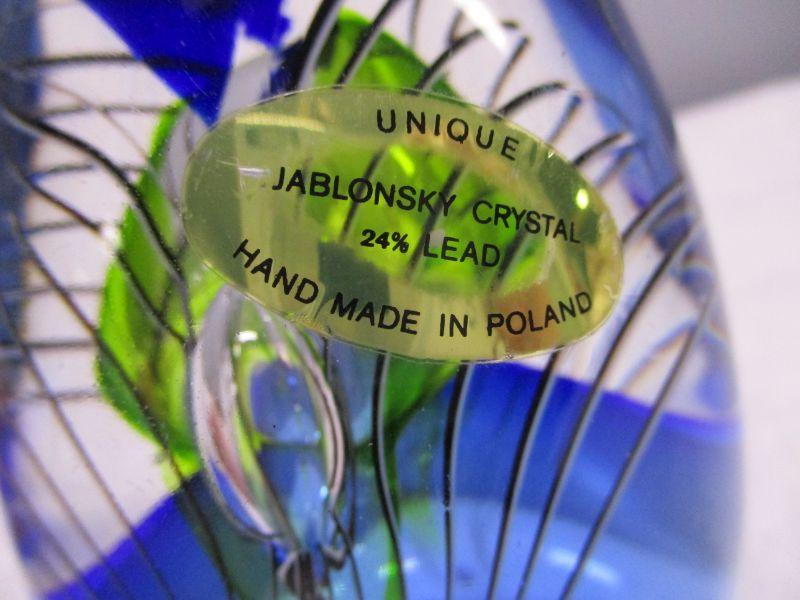 UNIQUE
JABLONSKY CRYSTAL
24% LEAD
HAND MADE IN POLAND